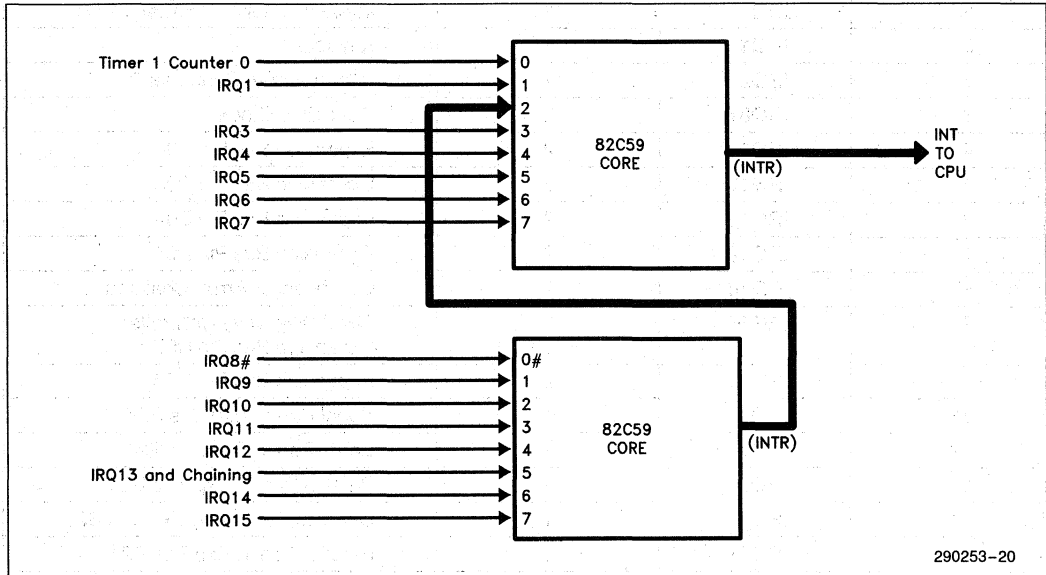 Timer 1 Counter 0
IRQ1
IRQ3
IRQ4
IRQ5
IRQ6
IRQ7
0
1
2
3
4
5
6
7
82C59
CORE
(INTR)
INT
TO
CPU
IRQ8#
IRQ9
IRQ10
IRQ11
IRQ12
IRQ13 and Chaining
IRQ14
IRQ15
0#
1
2
3
4
5
6
7
82C59
CORE
(INTR)
290253–20